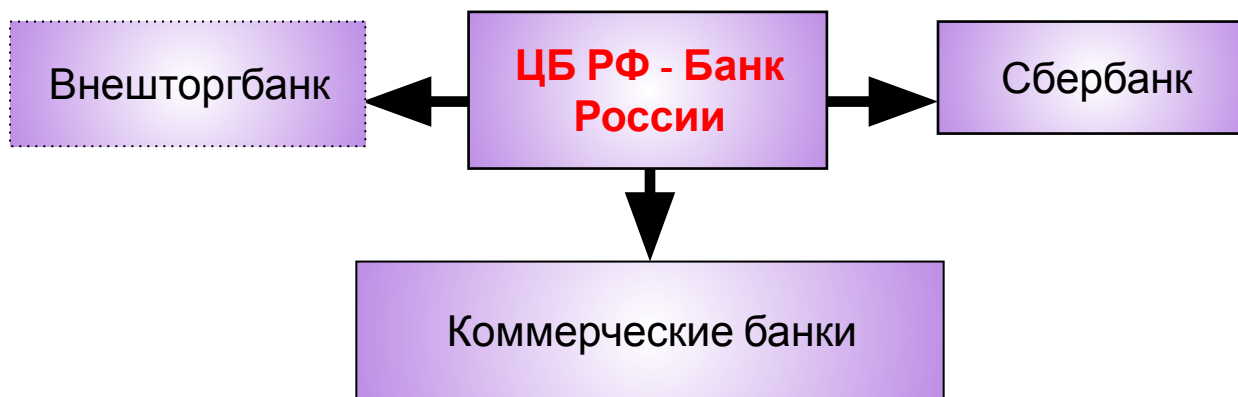 Внешторгбанк
ЦБ РФ - Банк
России
Сбербанк
Коммерческие банки